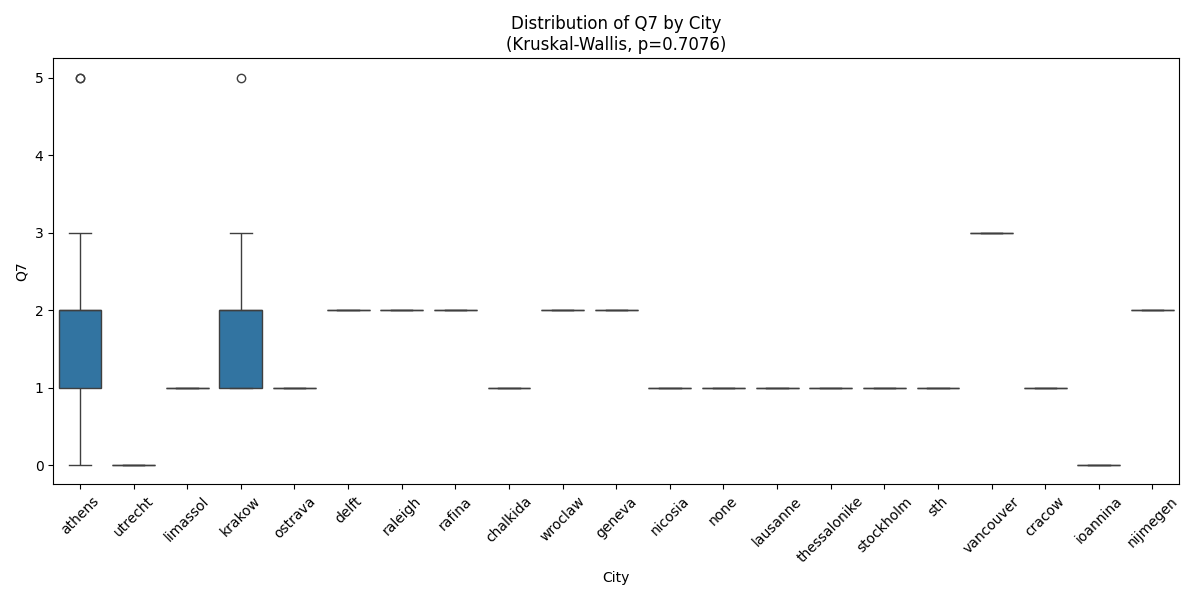 Distribution of Q7 by City
(Kruskal-Wallis, p=0.7076)
Q7
5
4
3
2
1
0
athens
utrecht
limassol
krakow
ostrava
delft
raleigh
rafina
chalkida
wroclaw
geneva
nicosia
none
lausanne
thessalonike
stockholm
sth
vancouver
cracow
ioannina
nijmegen
City